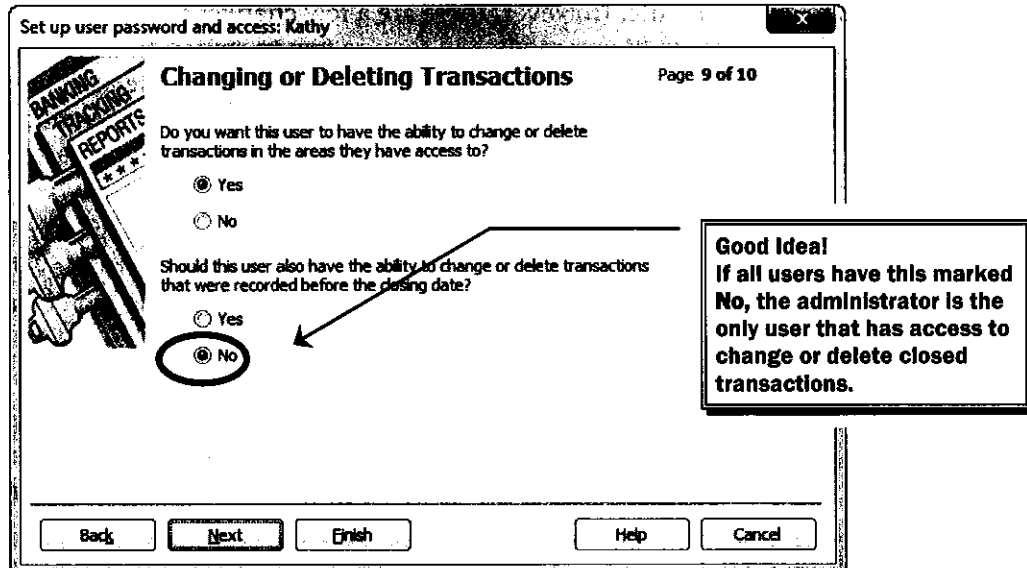 Set up user password and access: Kathy
X
BANKING
TRACKING
REPORTS
Changing or Deleting Transactions
Page 9 of 10
Do you want this user to have the ability to change or delete
transactions in the areas they have access to?
Yes
No
Should this user also have the ability to change or delete transactions
that were recorded before the closing date?
Yes
No
Good Idea!
If all users have this marked
No, the administrator is the
only user that has access to
change or delete closed
transactions.
Back
Next
Finish
Help
Cancel